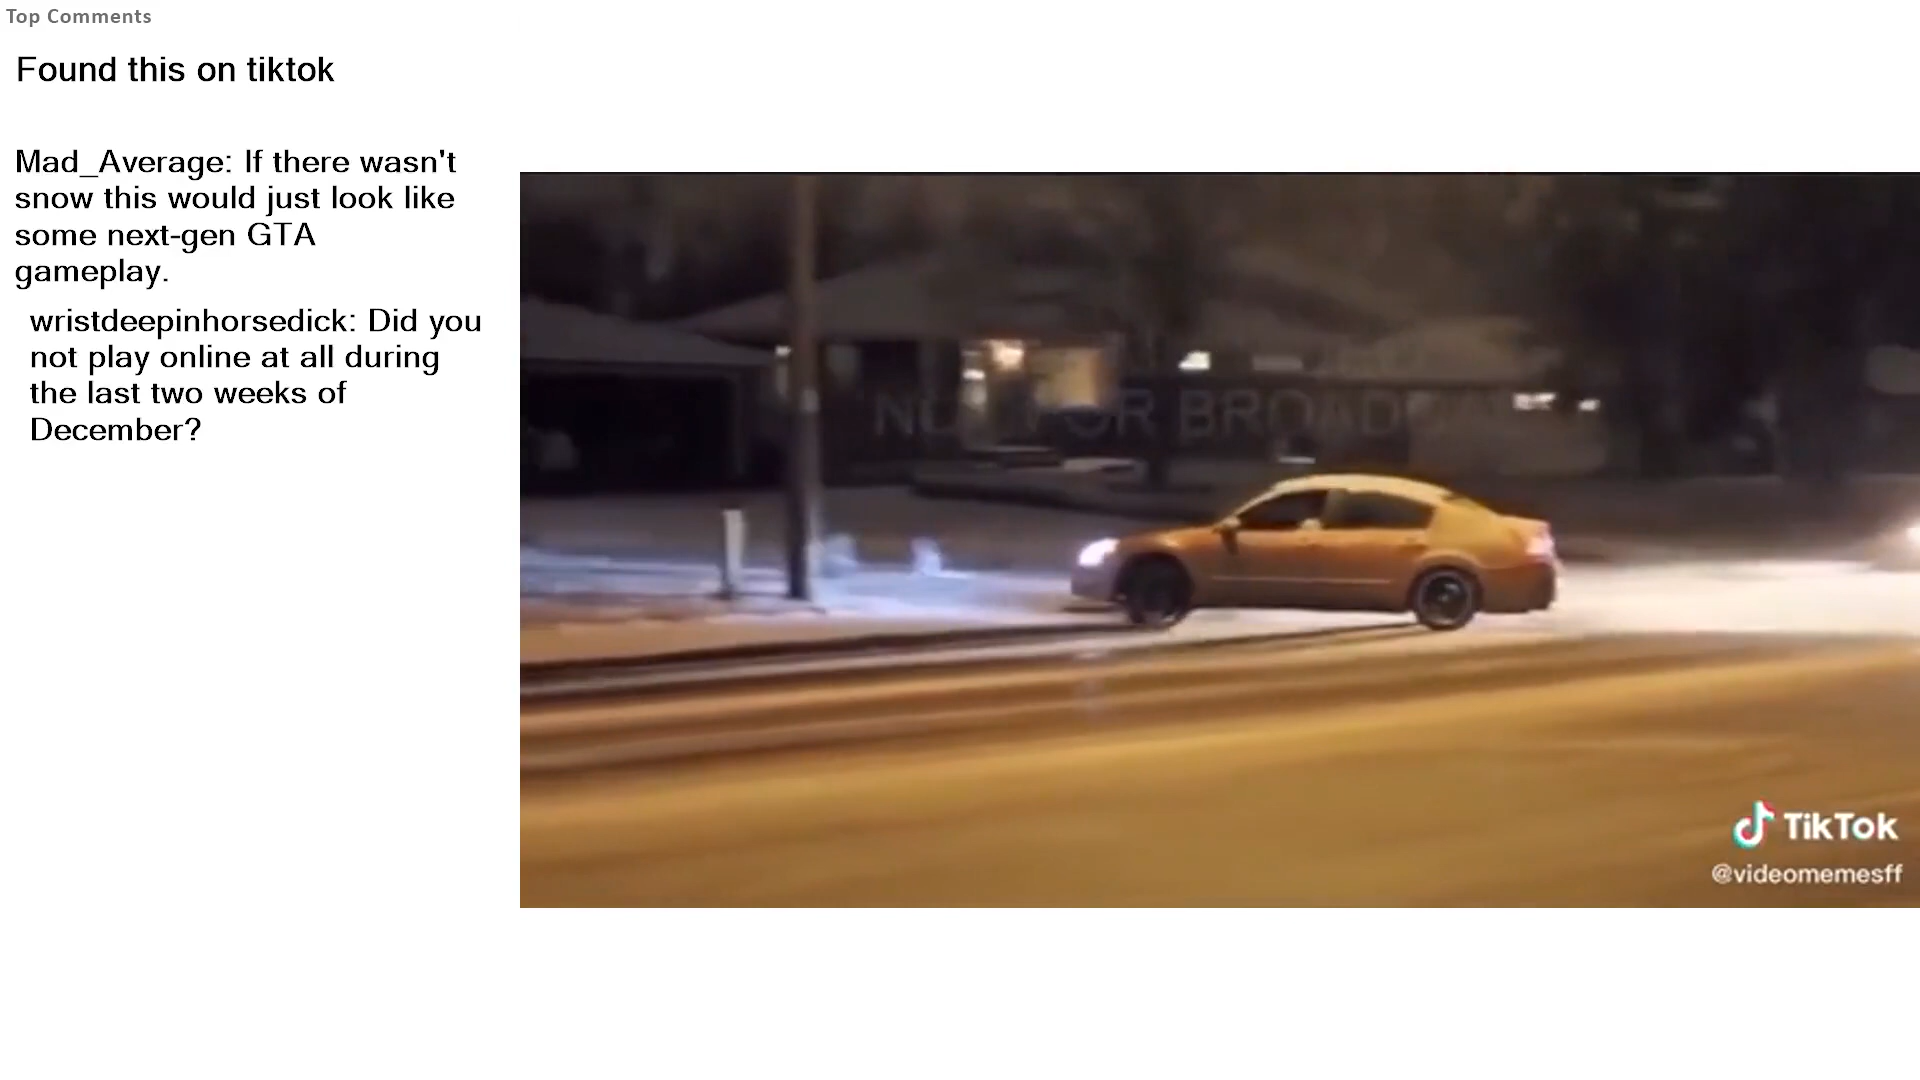 Top Comments
Found this on tiktok
Mad_Average: If there wasn't
snow this would just look like
some next-gen GTA
gameplay.
wristdeepinhorsedick: Did you
not play online at all during
the last two weeks of
December?
FOR
TikTok
@videomemesff